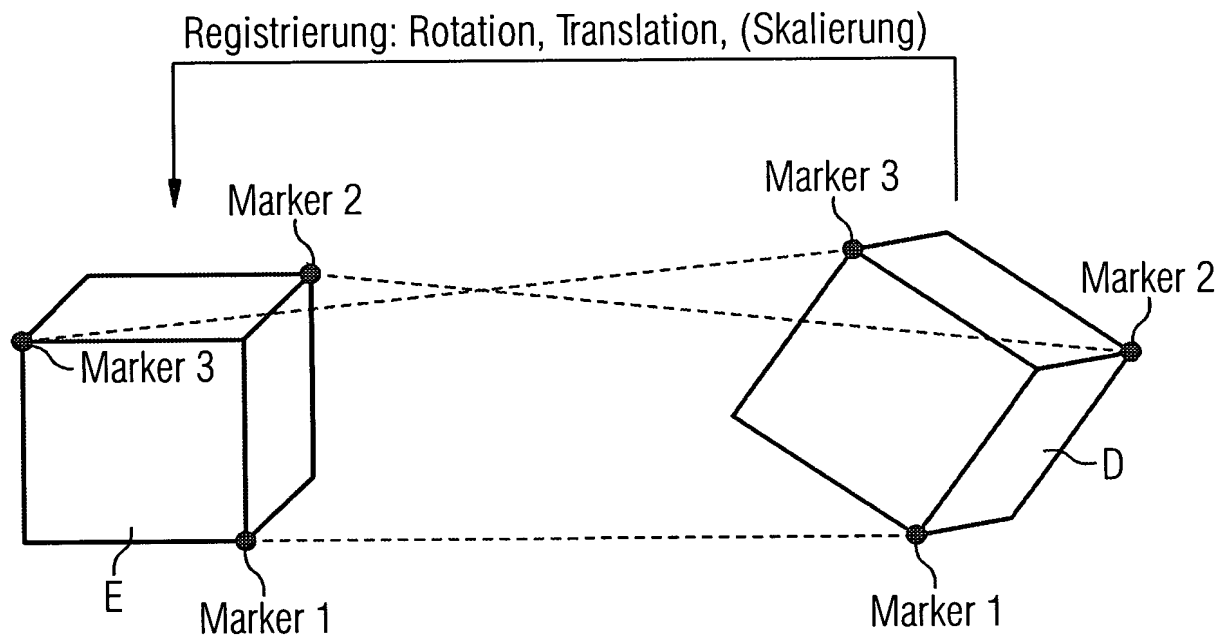 Registrierung: Rotation, Translation, (Skalierung)
Marker 3
Marker 2
Marker 2
Marker 3
D
E
Marker 1
Marker 1